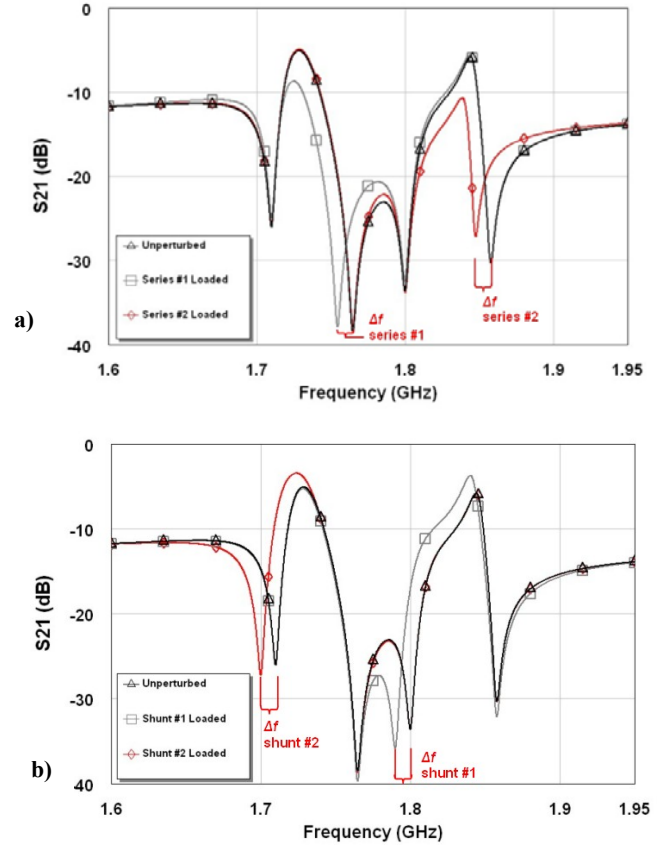 0
-10
-20
-30
-40
S21 (dB)
Unperturbed
Series #1 Loaded
Series #2 Loaded
Δf
series #1
Δf
series #2
a)
1.6
1.7
1.8
1.9
1.95
Frequency (GHz)
0
-10
-20
-30
40
S21 (dB)
Unperturbed
Shunt #1 Loaded
Shunt #2 Loaded
Δf
shunt #2
Δf
shunt #1
b)
1.6
1.7
1.8
1.9
1.95
Frequency (GHz)